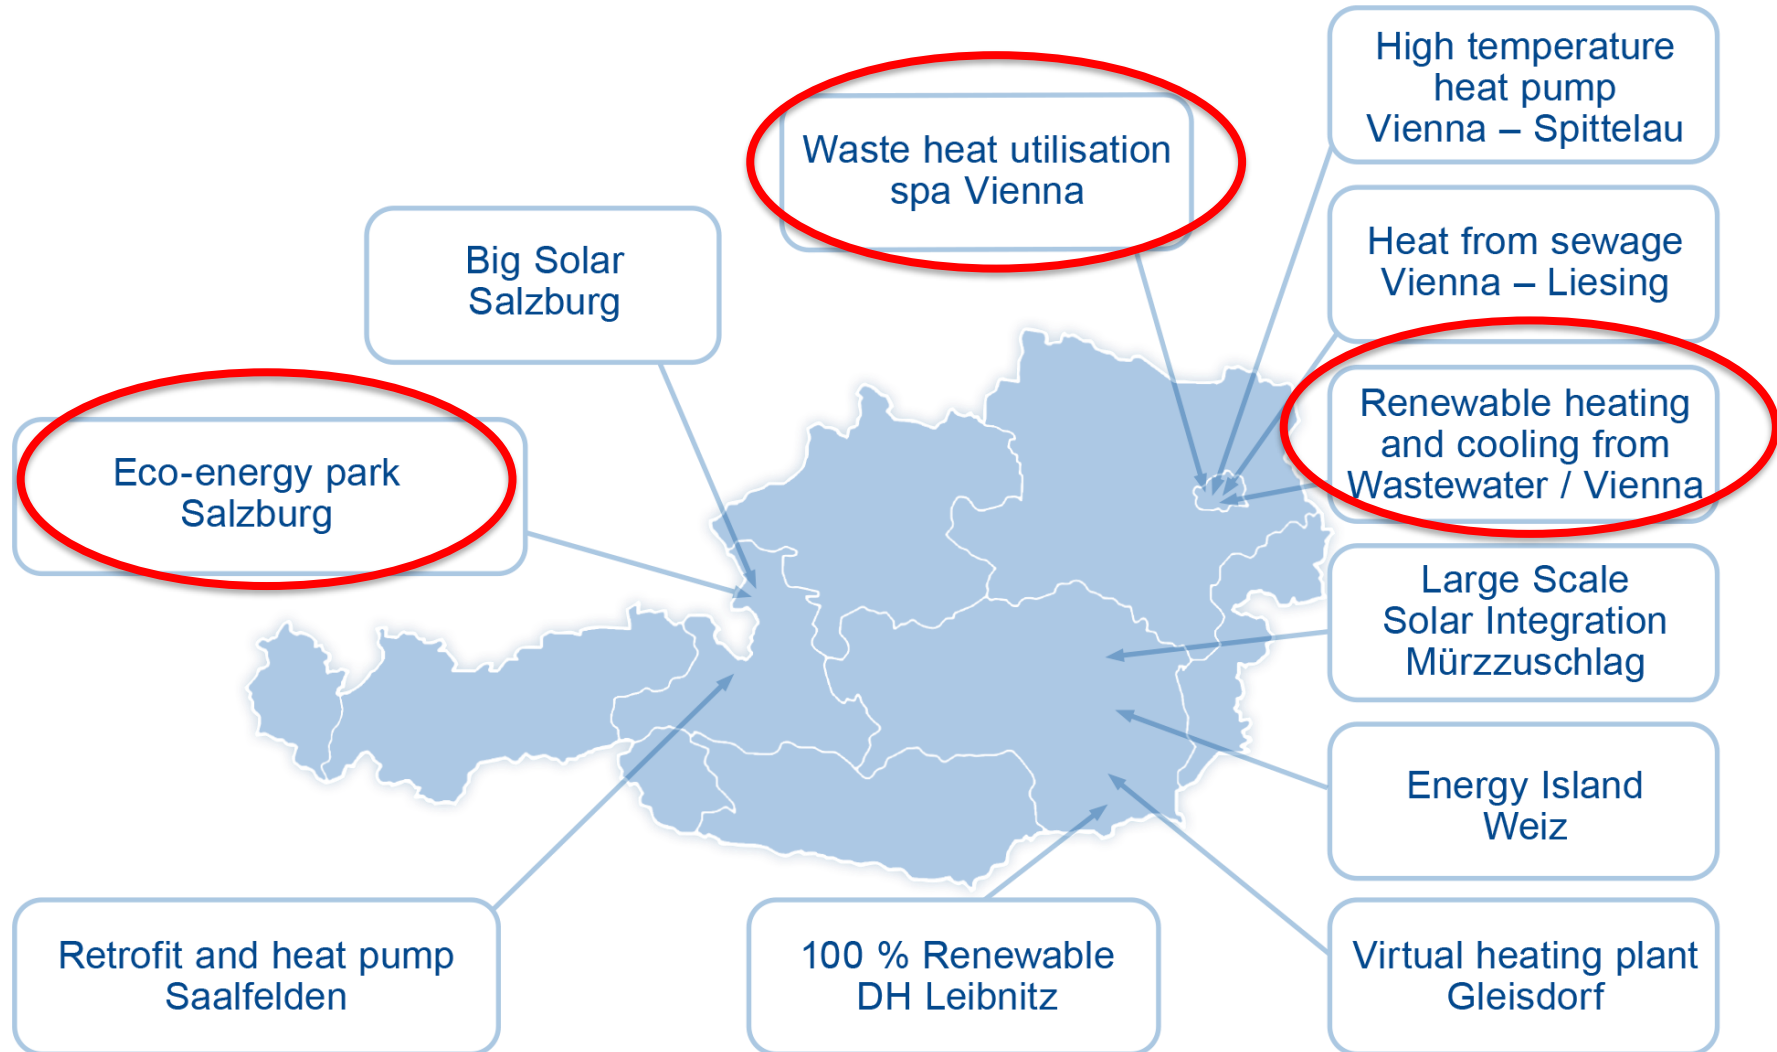 High temperature
heat pump
Vienna – Spittelau
Waste heat utilisation
spa Vienna
Heat from sewage
Vienna – Liesing
Big Solar
Salzburg
Renewable heating
and cooling from
Wastewater / Vienna
Eco-energy park
Salzburg
Large Scale
Solar Integration
Mürzzuschlag
Energy Island
Weiz
Retrofit and heat pump
Saalfelden
100 % Renewable
DH Leibnitz
Virtual heating plant
Gleisdorf